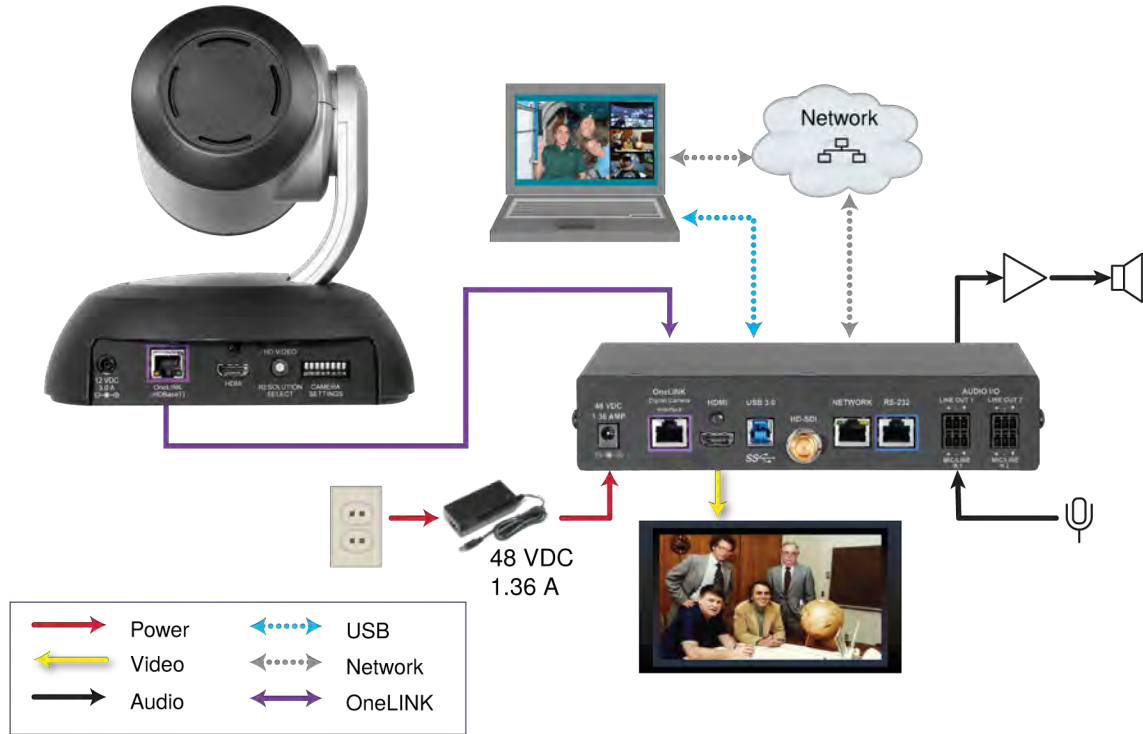 Network
12 VDC
3.0 A
OneLINK
(HDBaseT)
HDMI
HD-VIDEO
RESOLUTION
SELECT
CAMERA
SETTINGS
48 VDC
1.36 AMP
OneLINK
Digital Camera
Interface
HDMI
USB 3.0
HD-SDI
NETWORK
RS-232
AUDIO I/O
LINE OUT 1
LINE OUT 2
+ - ▼
+ - ▼
+ - ▼
+ - ▼
MIC/LINE
IN 1
MIC/LINE
IN 2
48 VDC
1.36 A
Power
USB
Video
Network
Audio
OneLINK